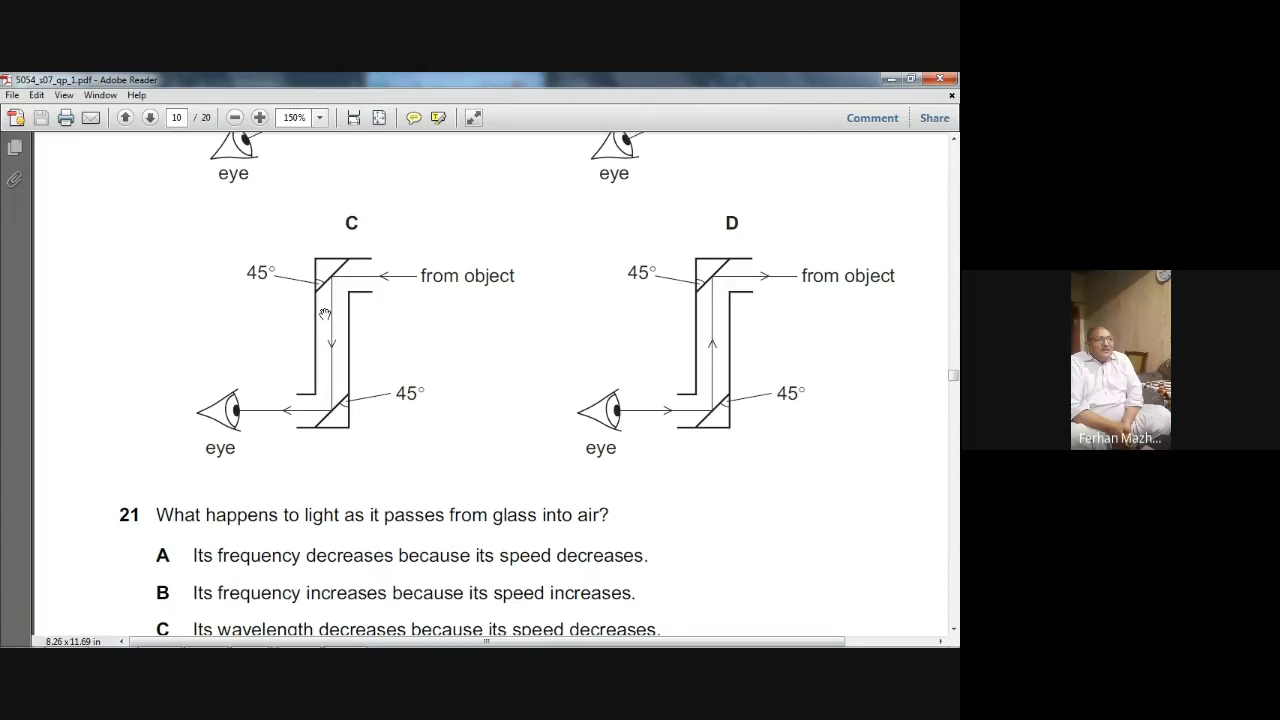 5054_s07_qp_1.pdf - Adobe Reader
File Edit View Window Help
10 / 20 150% Comment Share
eye eye
C D
45° from object 45° from object
45° 45°
eye eye
21 What happens to light as it passes from glass into air?
A Its frequency decreases because its speed decreases.
B Its frequency increases because its speed increases.
C Its wavelength decreases because its speed decreases.
8.26 x 11.69 in
Ferhan Mazh...